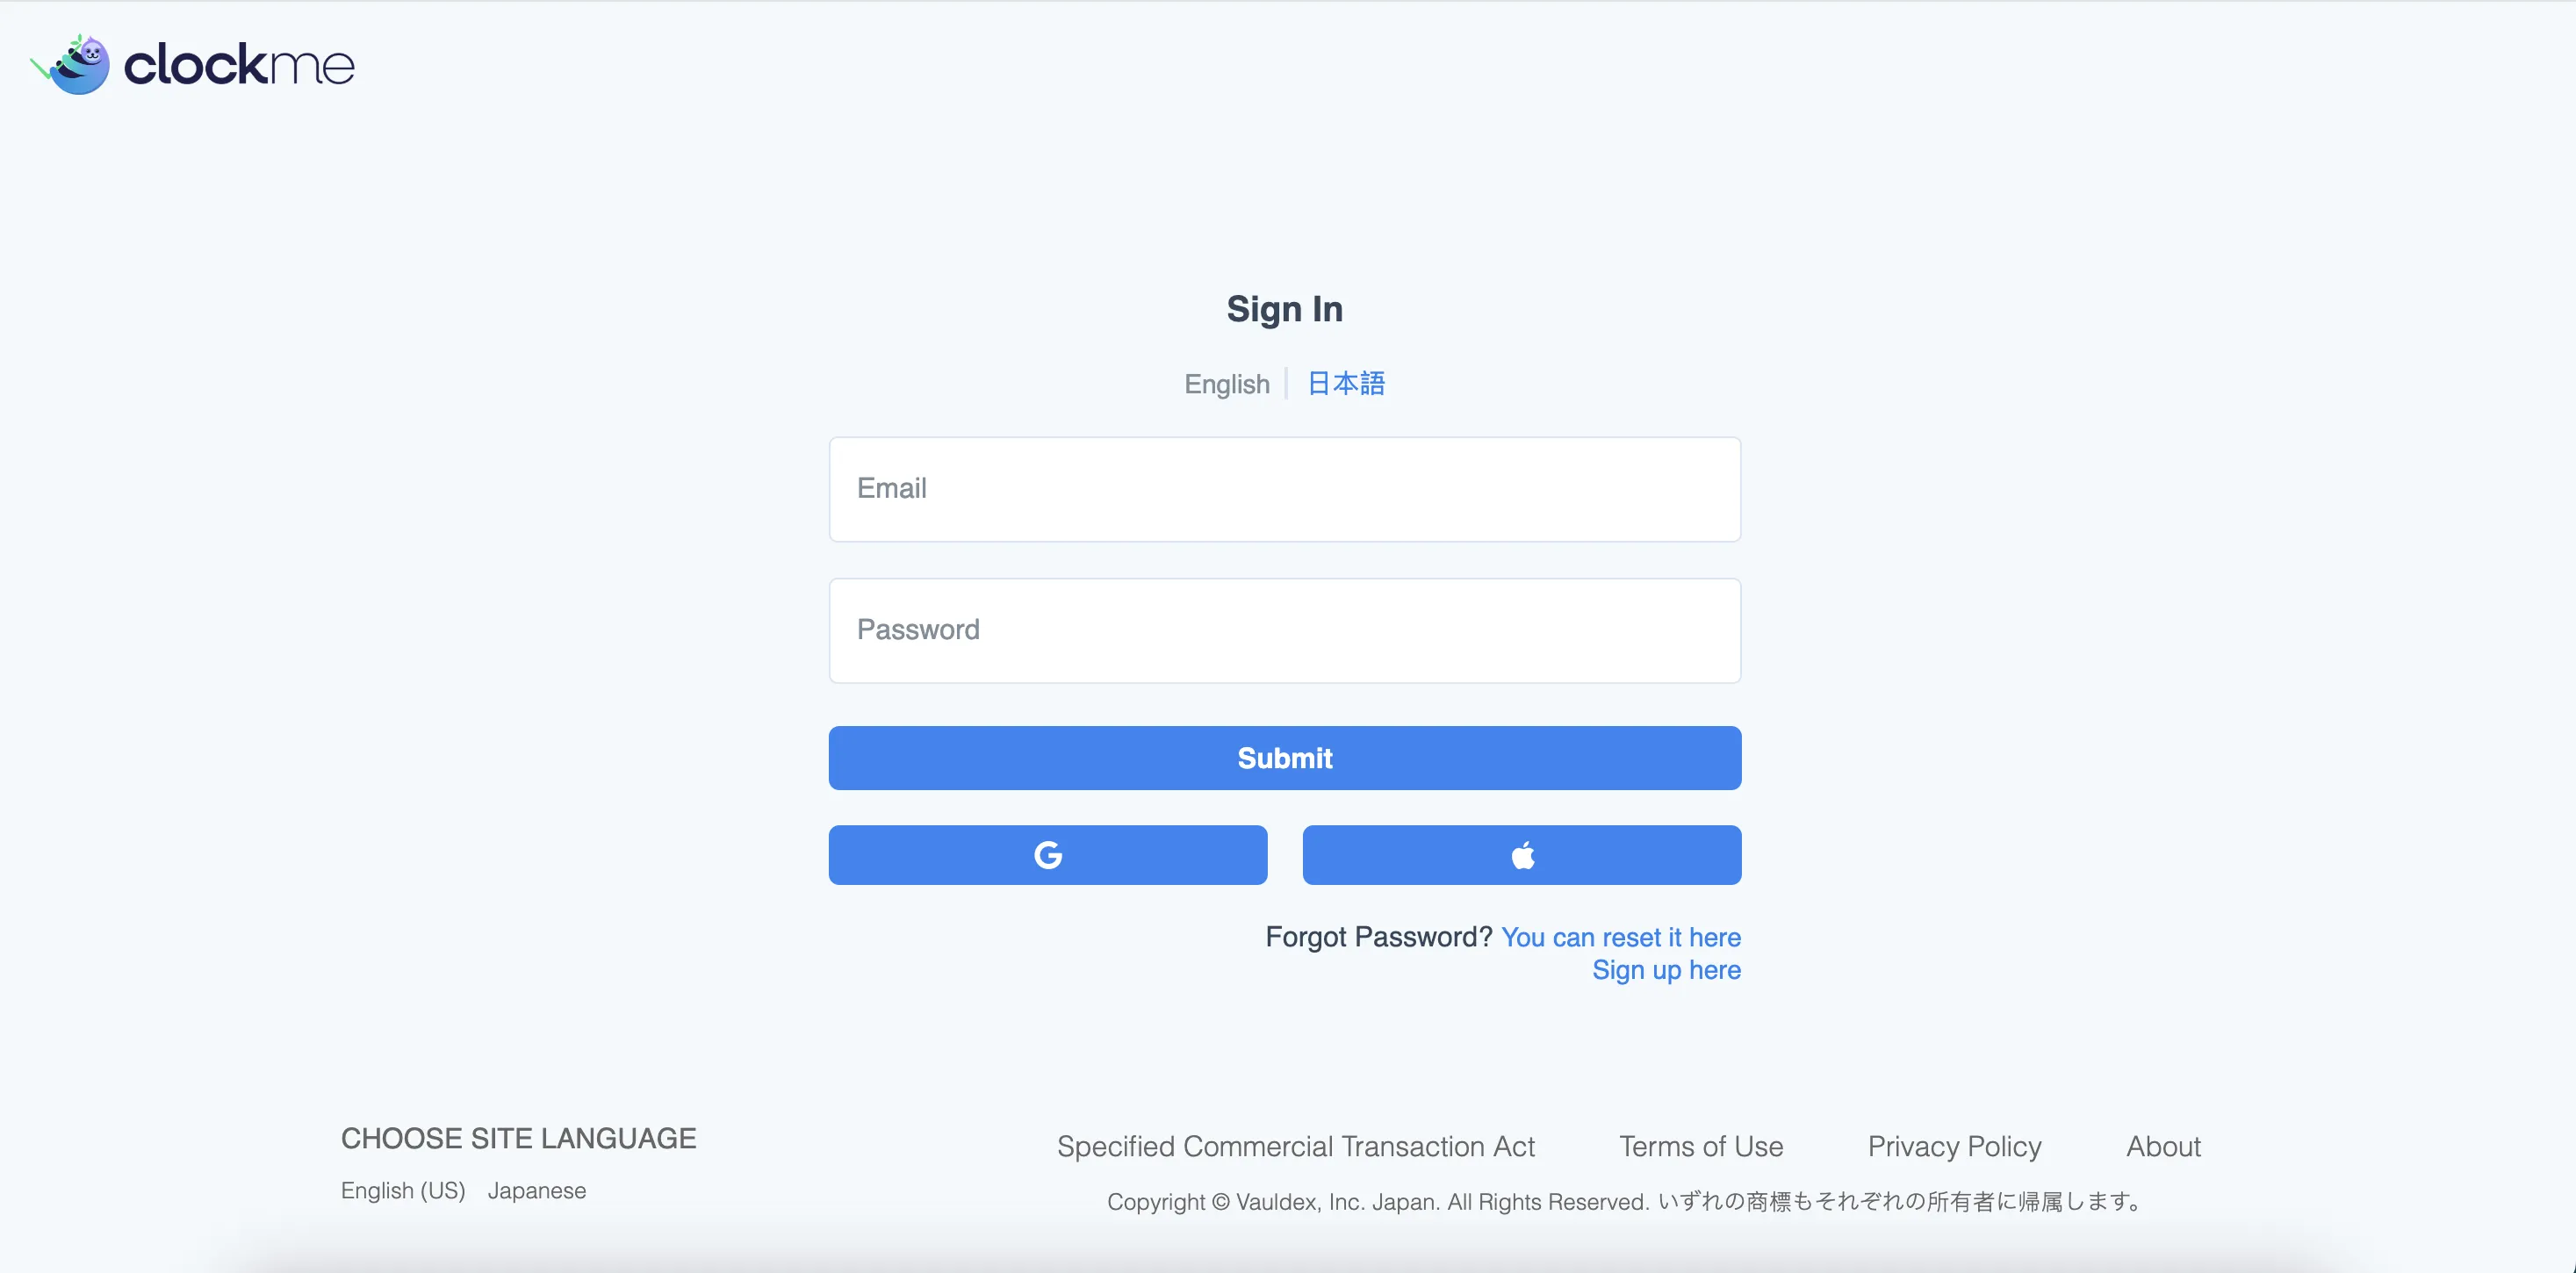 clockme
Sign In
English | 日本語
Email
Password
Submit
Forgot Password? You can reset it here
Sign up here
CHOOSE SITE LANGUAGE
English (US) Japanese
Specified Commercial Transaction Act Terms of Use Privacy Policy About
Copyright © Vauldex, Inc. Japan. All Rights Reserved. いずれの商標もそれぞれの所有者に帰属します。